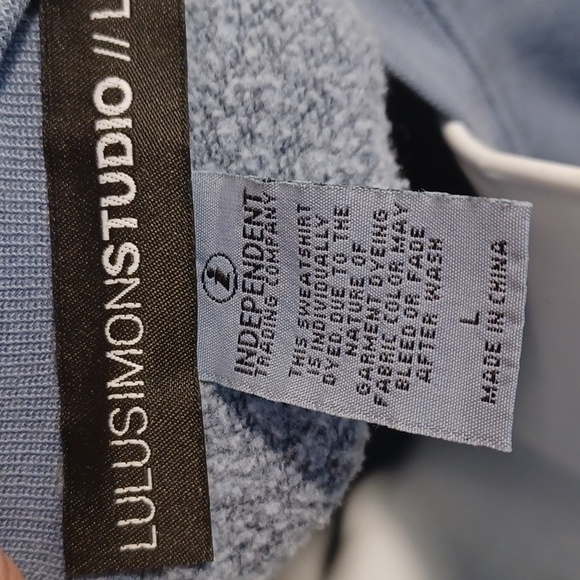 LULUSIMONSTUDIO // L
i
INDEPENDENT
TRADING COMPANY
THIS SWEATSHIRT
IS INDIVIDUALLY
DYED DUE TO THE
NATURE OF
GARMENT DYEING
FABRIC COLOR MAY
BLEED OR FADE
AFTER WASH
L
MADE IN CHINA